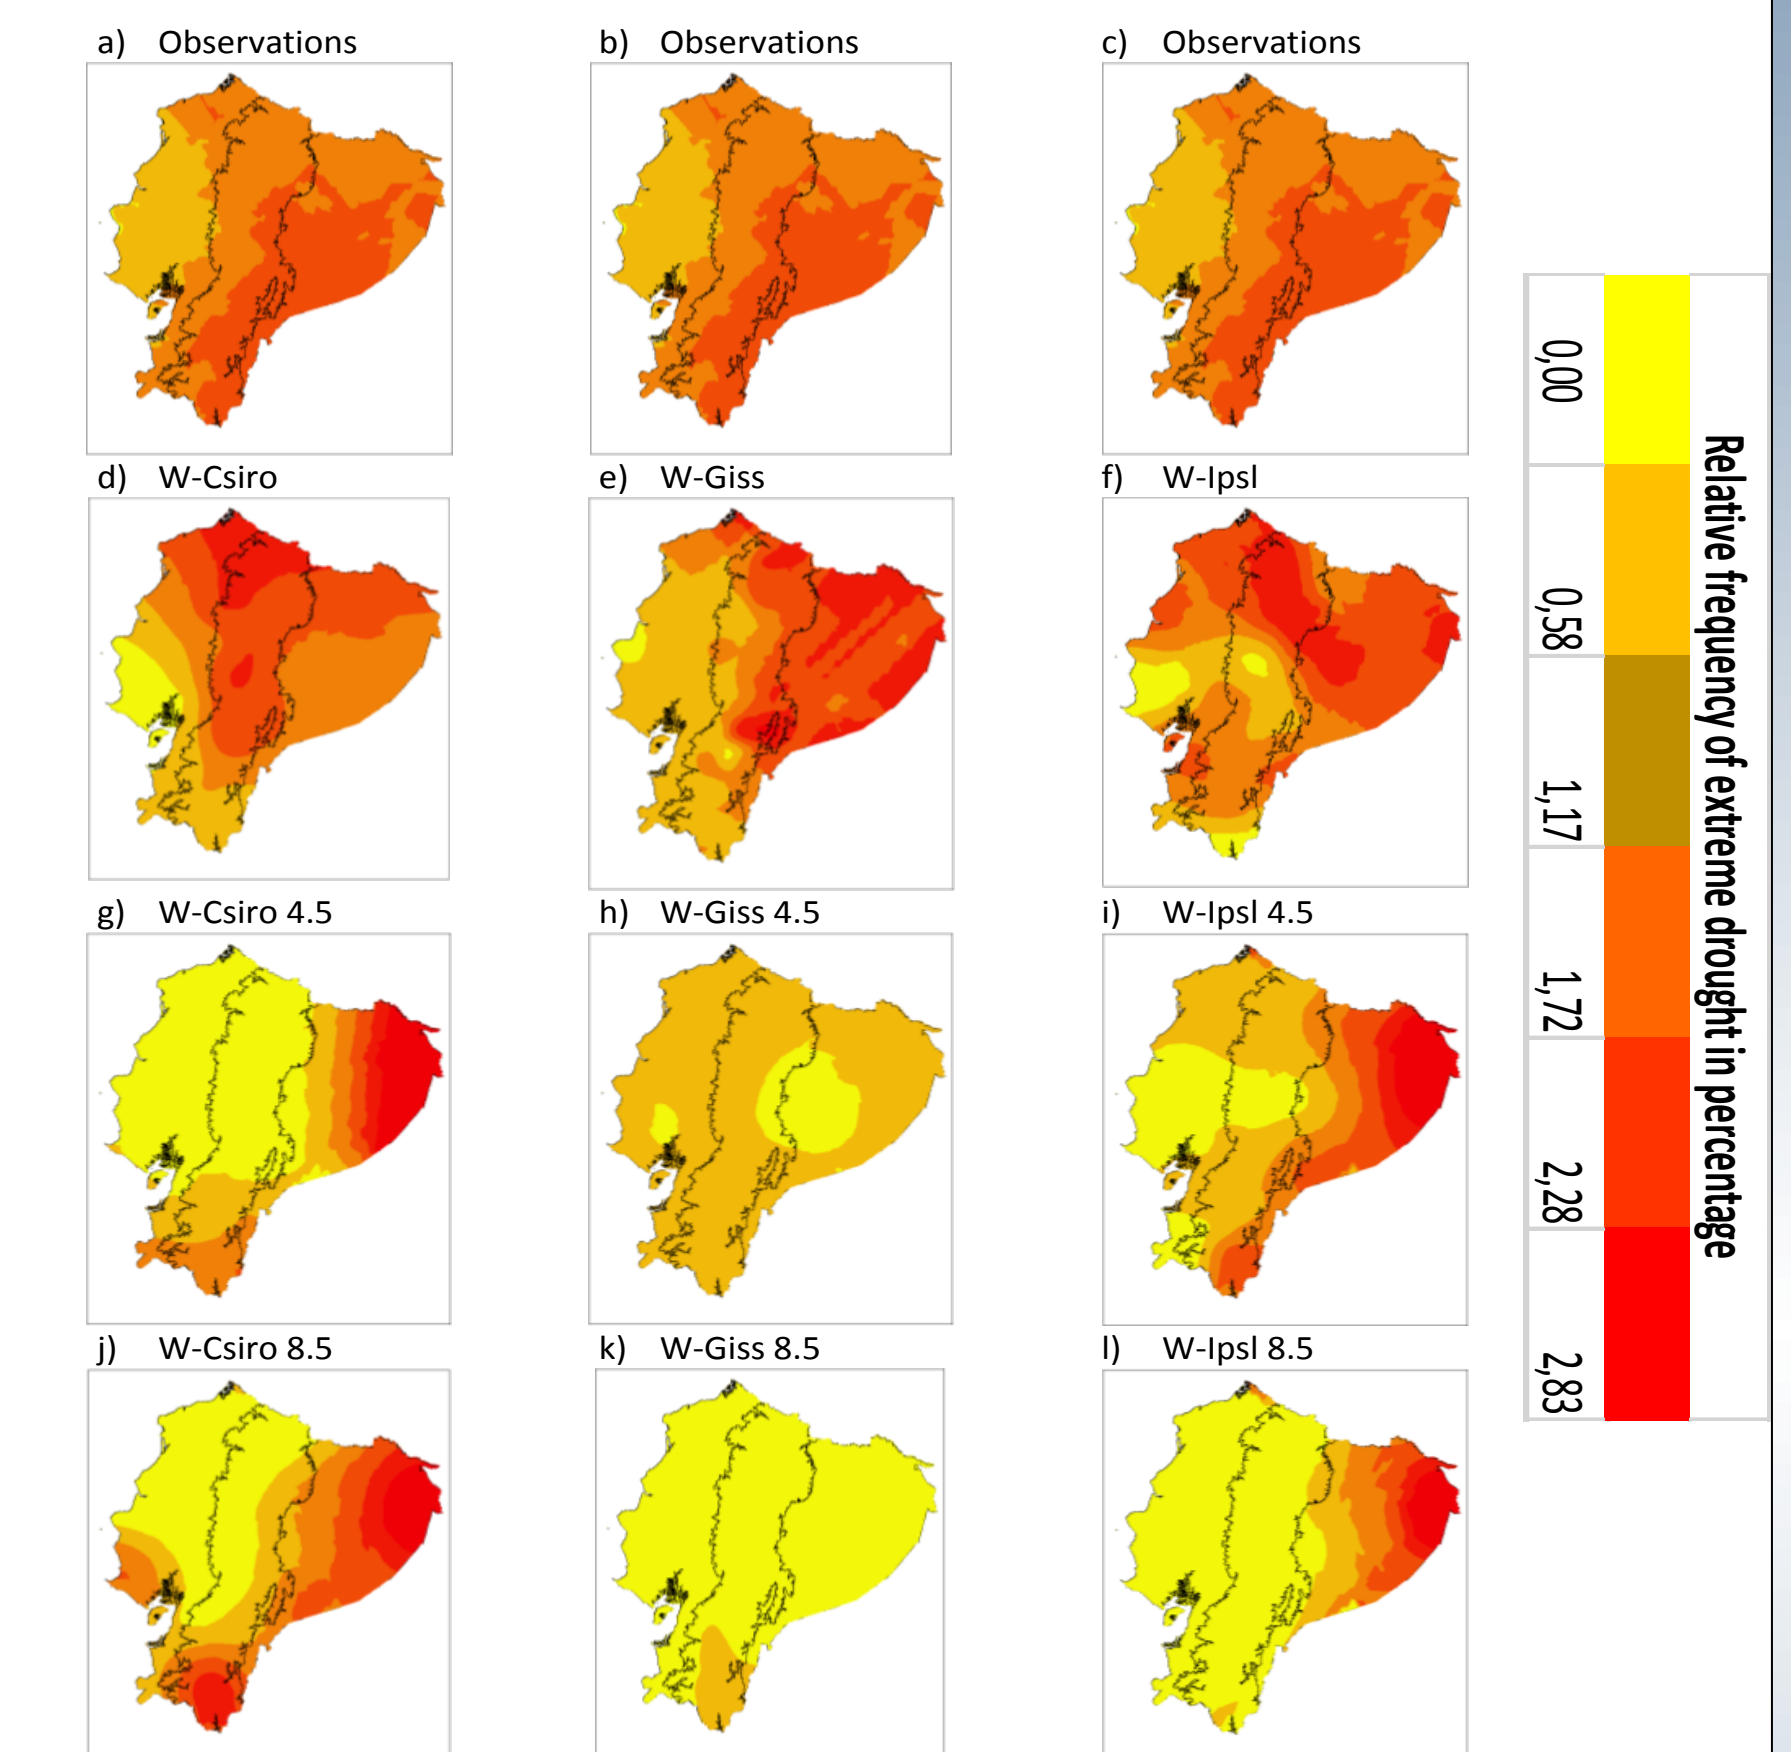 a) Observations
b) Observations
c) Observations
d) W-Csiro
e) W-Giss
f) W-Ipsl
g) W-Csiro 4.5
h) W-Giss 4.5
i) W-Ipsl 4.5
j) W-Csiro 8.5
k) W-Giss 8.5
l) W-Ipsl 8.5
Relative frequency of extreme drought in percentage
0,00
0,58
1,17
1,72
2,28
2,83